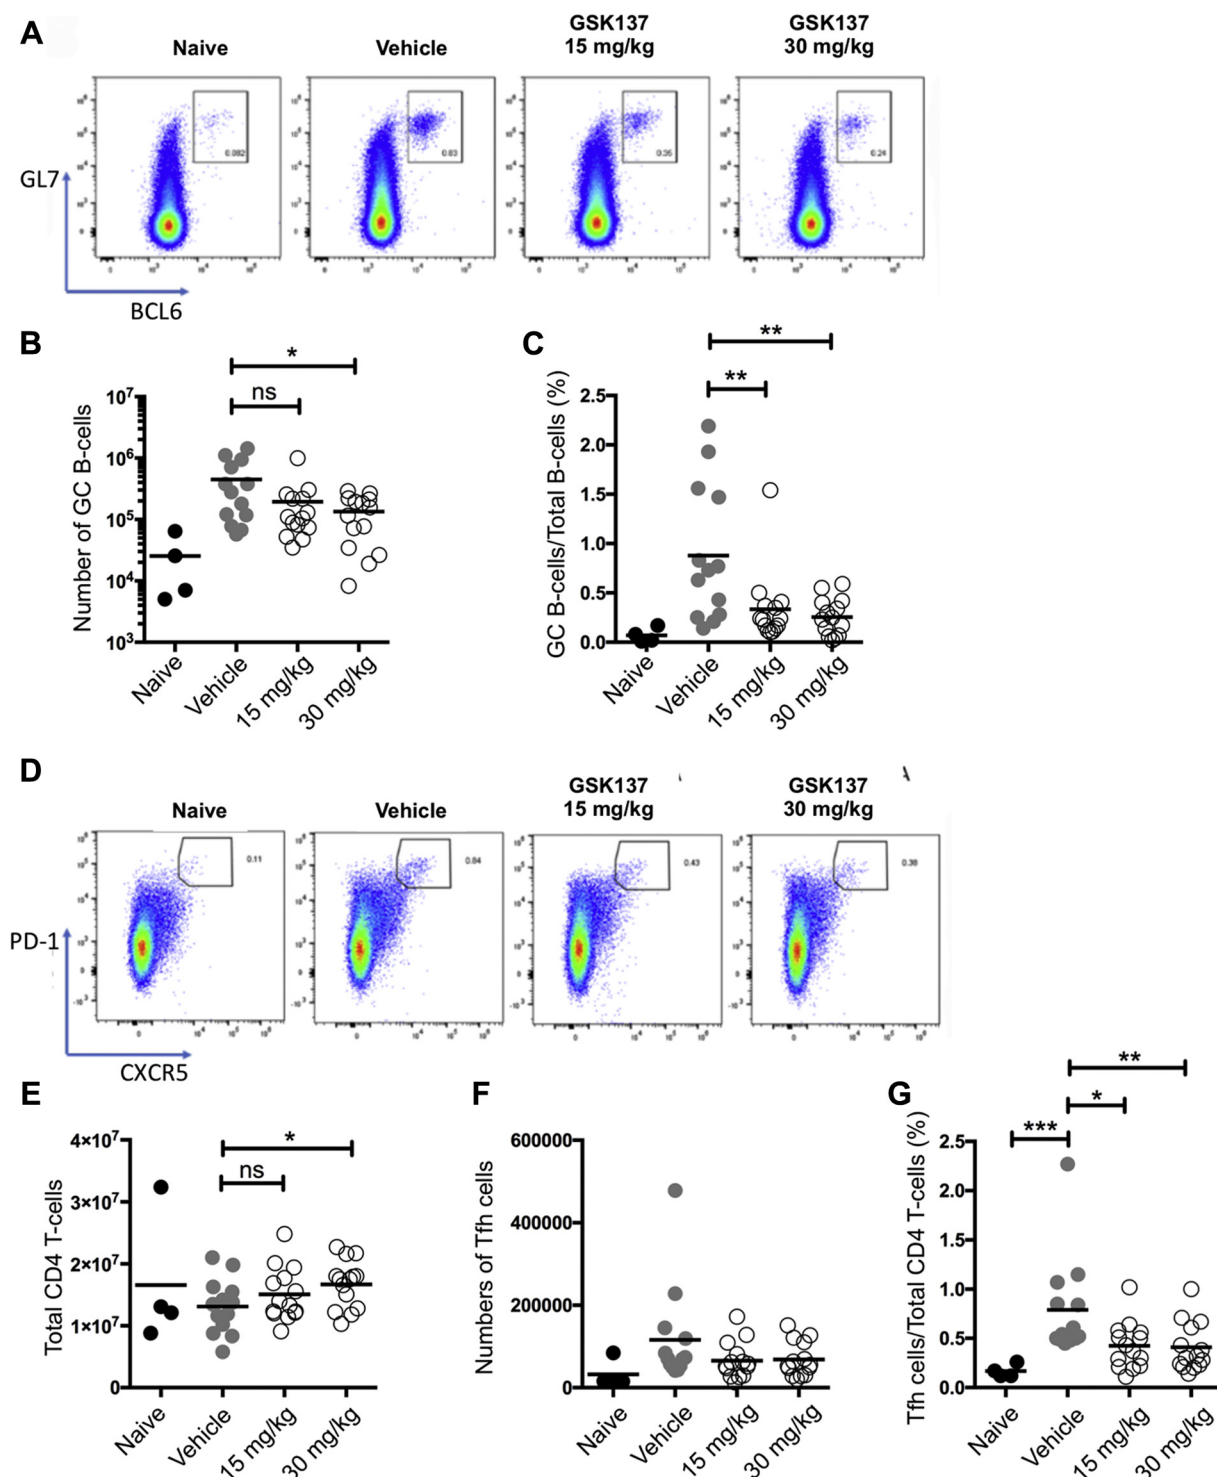 A
Naive
Vehicle
GSK137
15 mg/kg
GSK137
30 mg/kg
GL7
0.082
0.83
0.35
0.24
BCL6
B
Number of GC B-cells
10⁷
10⁶
10⁵
10⁴
10³
*
ns
Naive
Vehicle
15 mg/kg
30 mg/kg
C
GC B-cells/Total B-cells (%)
2.5
2.0
1.5
1.0
0.5
0.0
**
**
Naive
Vehicle
15 mg/kg
30 mg/kg
D
Naive
Vehicle
GSK137
15 mg/kg
GSK137
30 mg/kg
PD-1
0.11
0.84
0.43
0.38
CXCR5
E
Total CD4 T-cells
4×10⁷
3×10⁷
2×10⁷
1×10⁷
0
*
ns
Naive
Vehicle
15 mg/kg
30 mg/kg
F
Numbers of Tfh cells
600000
400000
200000
0
Naive
Vehicle
15 mg/kg
30 mg/kg
G
Tfh cells/Total CD4 T-cells (%)
2.5
2.0
1.5
1.0
0.5
0.0
**
*
***
Naive
Vehicle
15 mg/kg
30 mg/kg